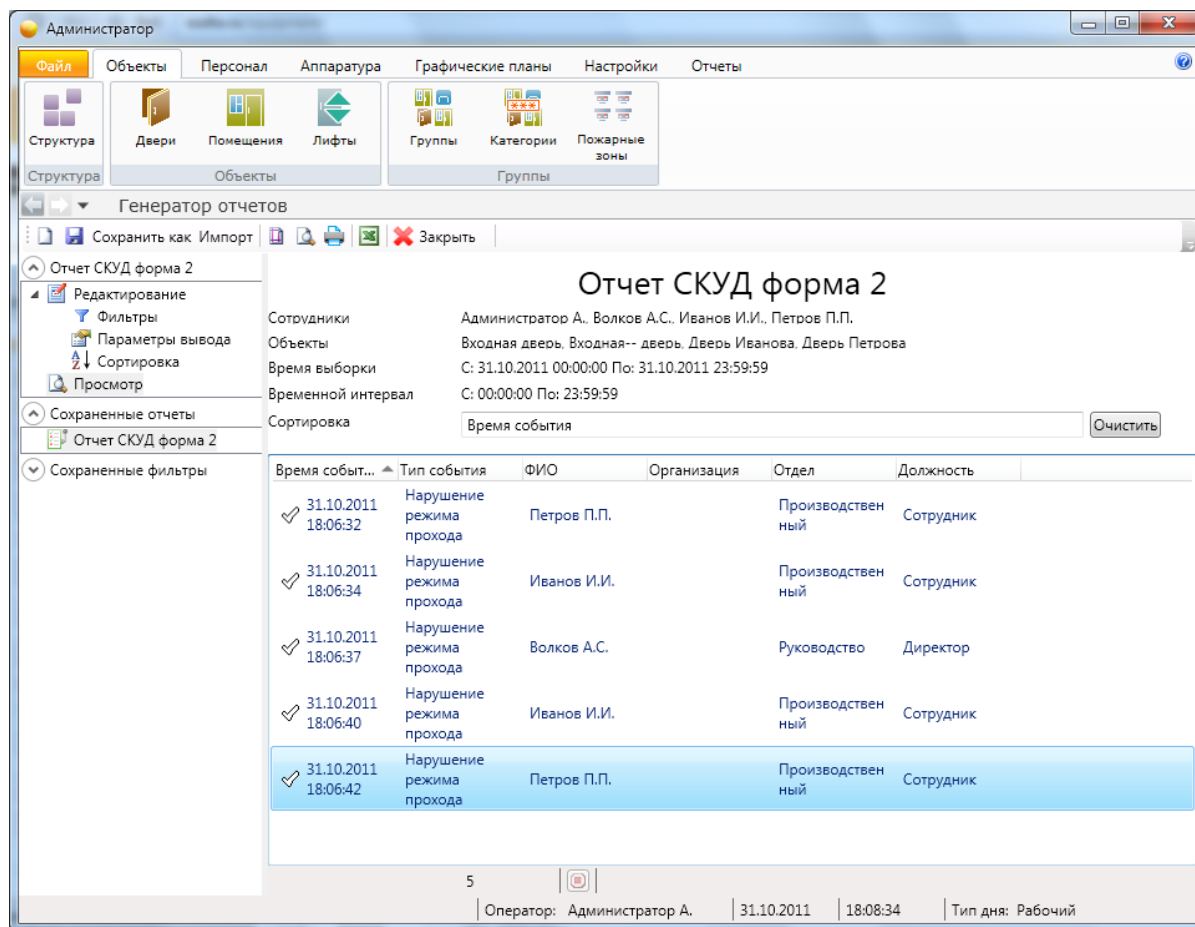 Администратор
Файл Объекты Персонал Аппаратура Графические планы Настройки Отчеты
Структура Двери Помещения Лифты Группы Категории Пожарные зоны
Структура Объекты Группы
Генератор отчетов
Сохранить как Импорт Закрыть
Отчет СКУД форма 2
Редактирование
Фильтры
Параметры вывода
Сортировка
Просмотр
Сохраненные отчеты
Отчет СКУД форма 2
Сохраненные фильтры
Отчет СКУД форма 2
Сотрудники Администратор А., Волков А.С., Иванов И.И., Петров П.П.
Объекты Входная дверь, Входная-- дверь, Дверь Иванова, Дверь Петрова
Время выборки С: 31.10.2011 00:00:00 По: 31.10.2011 23:59:59
Временной интервал С: 00:00:00 По: 23:59:59
Сортировка Время события Очистить
Время событ... Тип события ФИО Организация Отдел Должность
31.10.2011 18:06:32 Нарушение режима прохода Петров П.П. Производствен ный Сотрудник
31.10.2011 18:06:34 Нарушение режима прохода Иванов И.И. Производствен ный Сотрудник
31.10.2011 18:06:37 Нарушение режима прохода Волков А.С. Руководство Директор
31.10.2011 18:06:40 Нарушение режима прохода Иванов И.И. Производствен ный Сотрудник
31.10.2011 18:06:42 Нарушение режима прохода Петров П.П. Производствен ный Сотрудник
5
Оператор: Администратор А. 31.10.2011 18:08:34 Тип дня: Рабочий